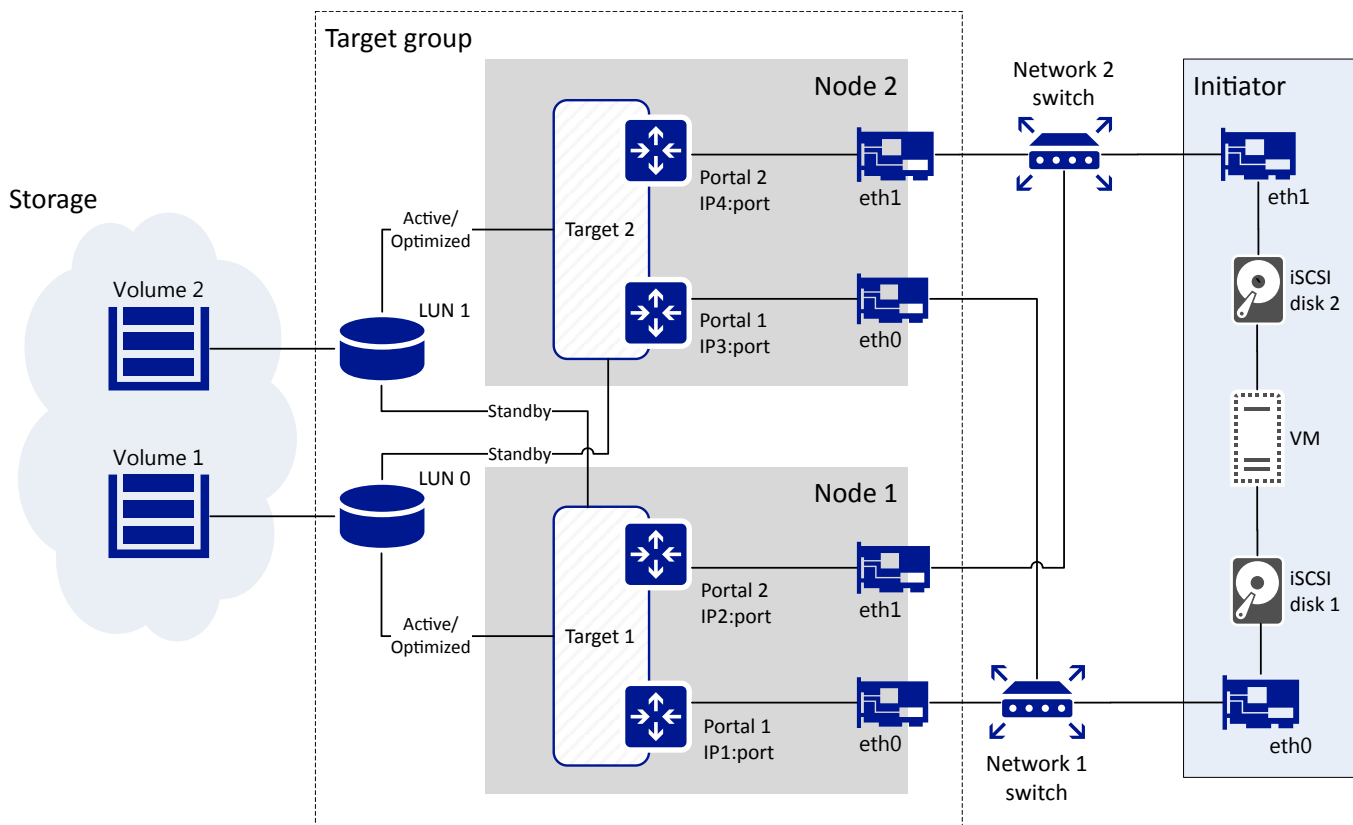 Target group
Node 2
Network 2
switch
Initiator
Storage
Portal 2
IP4:port
eth1
eth1
Active/
Optimized
Target 2
iSCSI
disk 2
Volume 2
LUN 1
Portal 1
IP3:port
eth0
Standby
VM
Standby
Volume 1
LUN 0
Node 1
Portal 2
IP2:port
eth1
iSCSI
disk 1
Active/
Optimized
Target 1
Portal 1
IP1:port
eth0
eth0
Network 1
switch